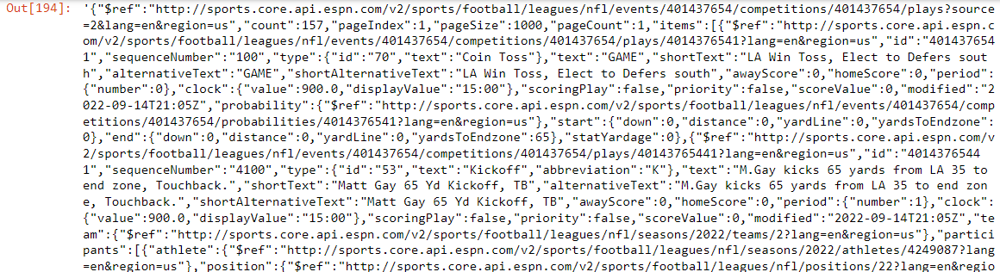 Out[194]: '{"$ref":"http://sports.core.api.espn.com/v2/sports/football/leagues/nfl/events/401437654/competitions/401437654/plays?source
=2&lang=en&region=us","count":157,"pageIndex":1,"pageSize":1000,"pageCount":1,"items":[{"$ref":"http://sports.core.api.espn.c
om/v2/sports/football/leagues/nfl/events/401437654/competitions/401437654/plays/4014376541?lang=en&region=us","id":"401437654
1","sequenceNumber":"100","type":{"id":"70","text":"Coin Toss"},"text":"GAME","shortText":"LA Win Toss, Elect to Defers sout
h","alternativeText":"GAME","shortAlternativeText":"LA Win Toss, Elect to Defers south","awayScore":0,"homeScore":0,"period":
{"number":0},"clock":{"value":900.0,"displayValue":"15:00"},"scoringPlay":false,"priority":false,"scoreValue":0,"modified":"2
022-09-14T21:05Z","probability":{"$ref":"http://sports.core.api.espn.com/v2/sports/football/leagues/nfl/events/401437654/comp
etitions/401437654/probabilities/4014376541?lang=en&region=us"},"start":{"down":0,"distance":0,"yardLine":0,"yardsToEndzone":
0},"end":{"down":0,"distance":0,"yardLine":0,"yardsToEndzone":65},"statYardage":0},{"$ref":"http://sports.core.api.espn.com/v
2/sports/football/leagues/nfl/events/401437654/competitions/401437654/plays/40143765441?lang=en&region=us","id":"4014376544
1","sequenceNumber":"4100","type":{"id":"53","text":"Kickoff","abbreviation":"K"},"text":"M.Gay kicks 65 yards from LA 35 to
end zone, Touchback.","shortText":"Matt Gay 65 Yd Kickoff, TB","alternativeText":"M.Gay kicks 65 yards from LA 35 to end zon
e, Touchback.","shortAlternativeText":"Matt Gay 65 Yd Kickoff, TB","awayScore":0,"homeScore":0,"period":{"number":1},"clock":
{"value":900.0,"displayValue":"15:00"},"scoringPlay":false,"priority":false,"scoreValue":0,"modified":"2022-09-14T21:05Z","te
am":{"$ref":"http://sports.core.api.espn.com/v2/sports/football/leagues/nfl/seasons/2022/teams/2?lang=en&region=us"},"partici
pants":[{"athlete":{"$ref":"http://sports.core.api.espn.com/v2/sports/football/leagues/nfl/seasons/2022/athletes/4249087?lang
=en&region=us"},"position":{"$ref":"http://sports.core.api.espn.com/v2/sports/football/leagues/nfl/positions/22?lang=en&regio